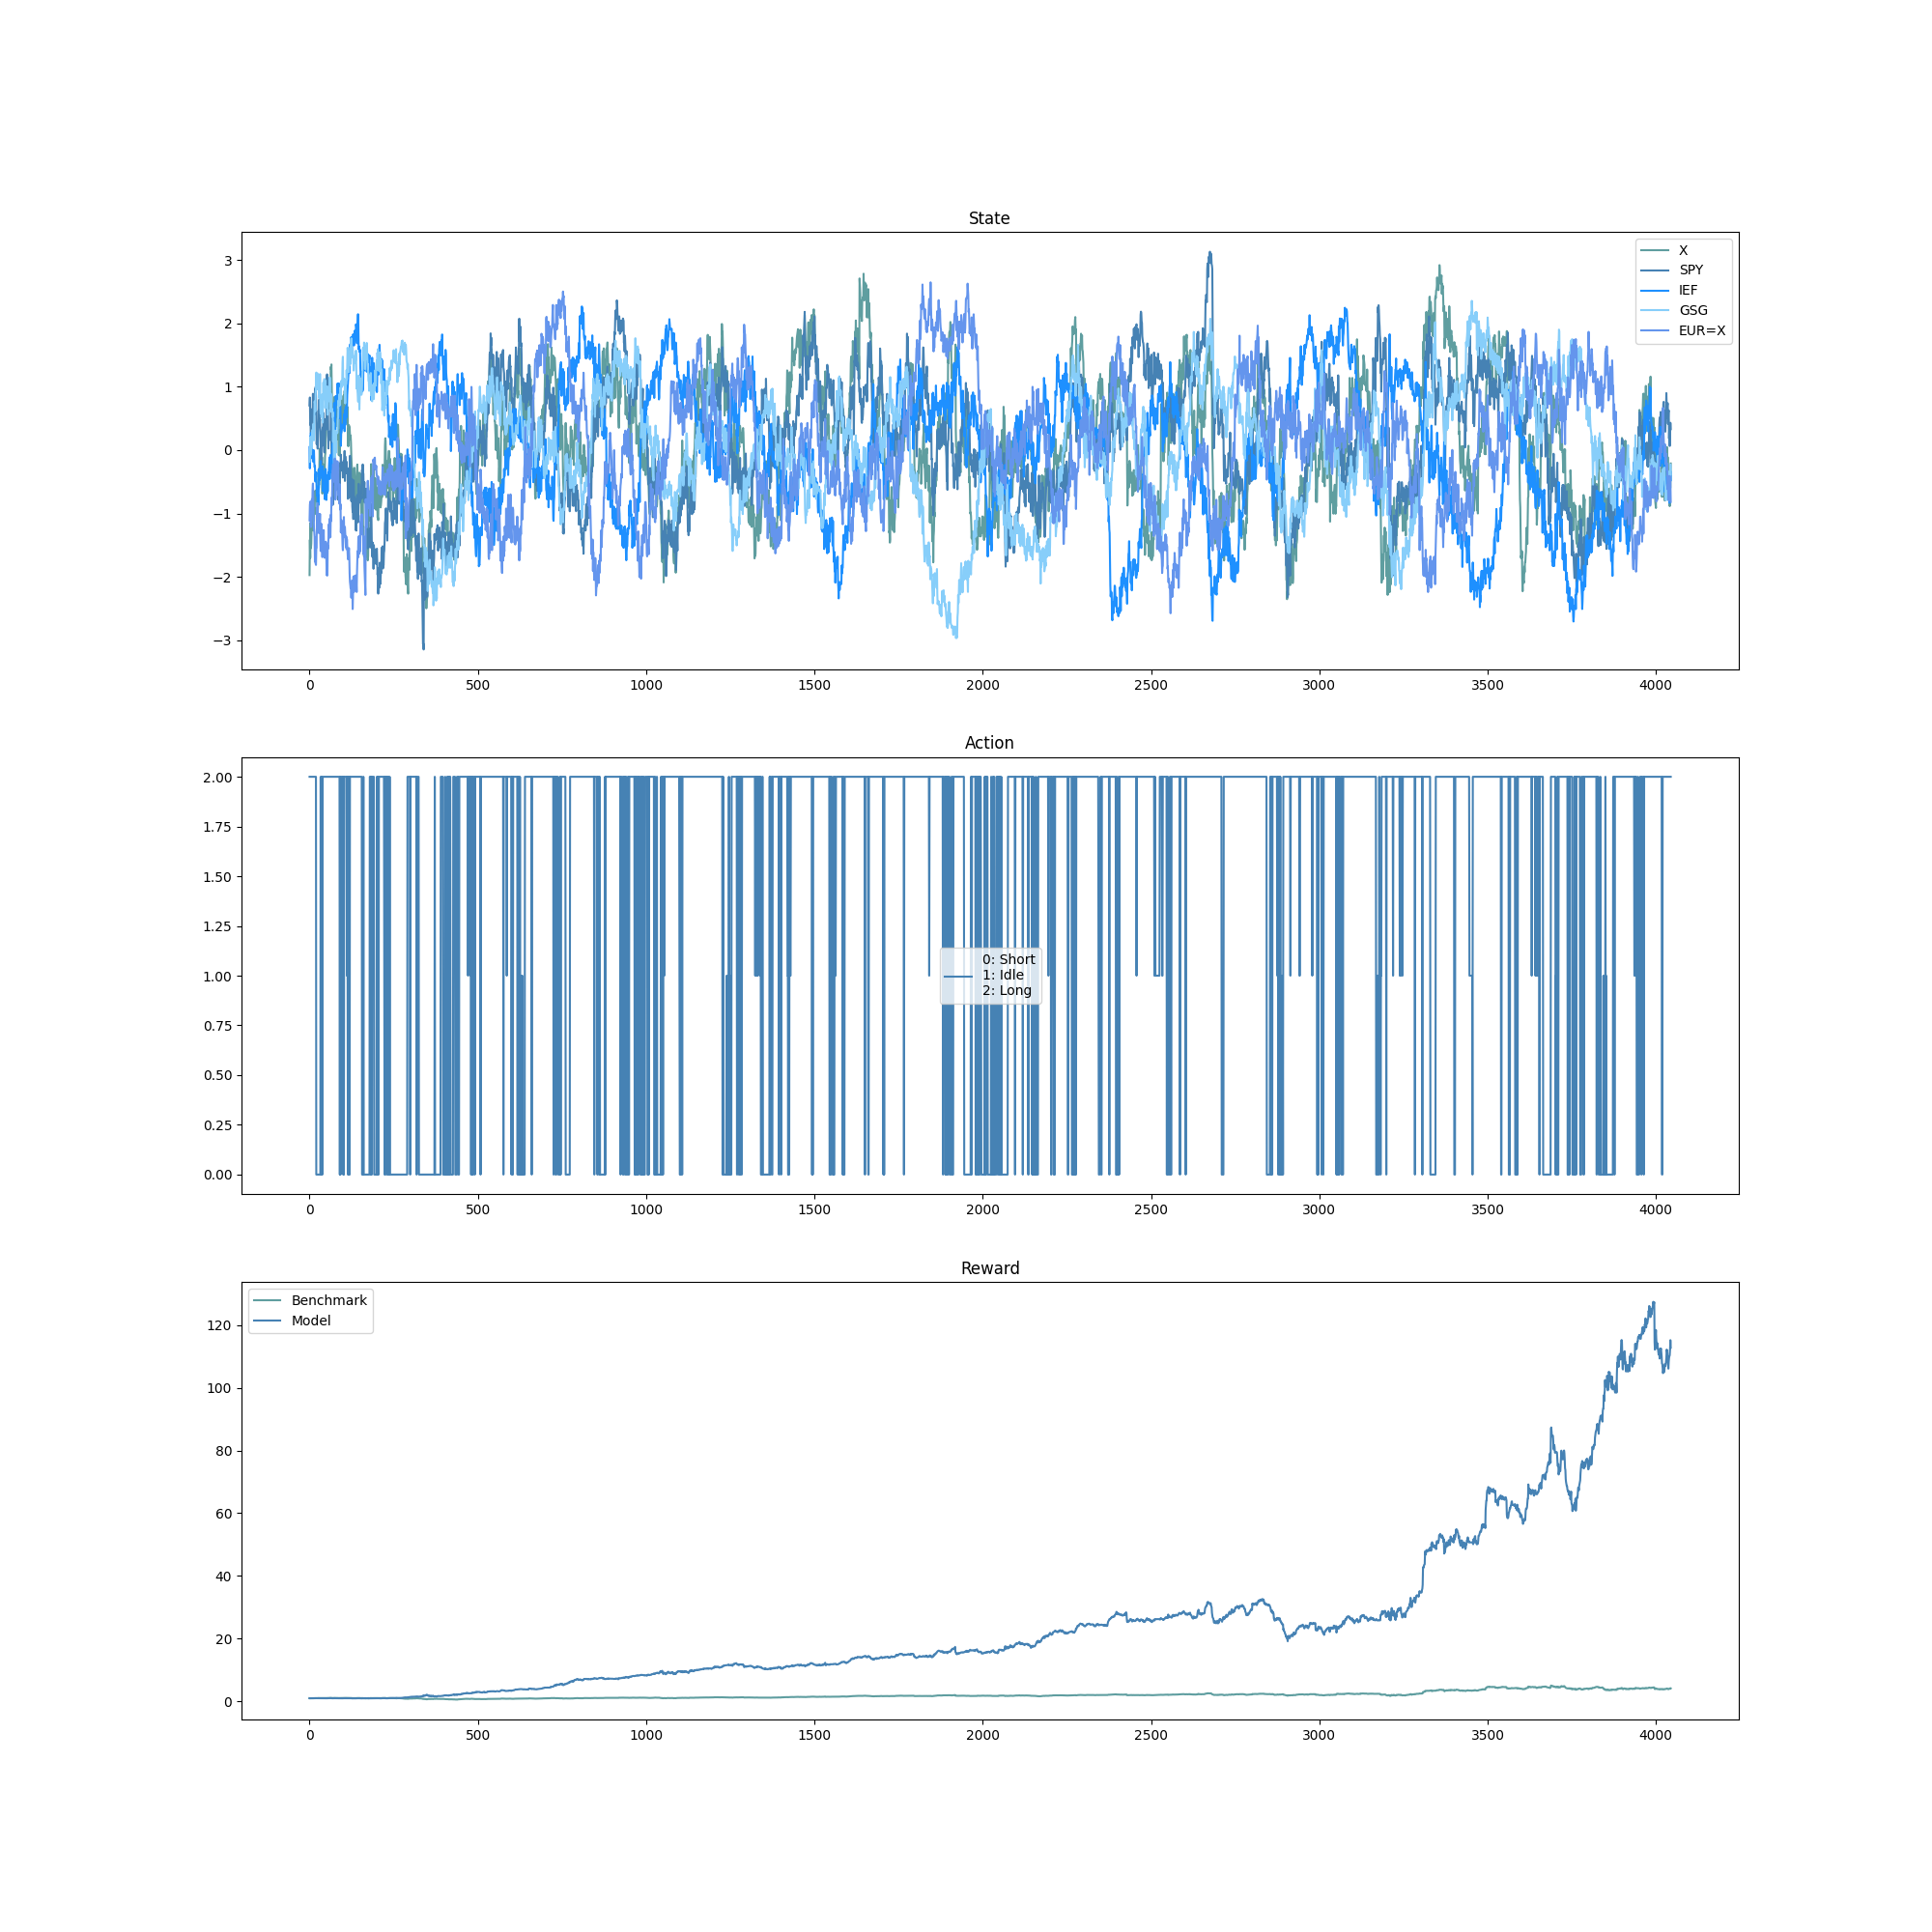 State
3
2
1
0
−1
−2
−3
X
SPY
IEF
GSG
EUR=X
0 500 1000 1500 2000 2500 3000 3500 4000
Action
2.00
1.75
1.50
1.25
1.00
0.75
0.50
0.25
0.00
0: Short
1: Idle
2: Long
0 500 1000 1500 2000 2500 3000 3500 4000
Reward
Benchmark
Model
120
100
80
60
40
20
0
0 500 1000 1500 2000 2500 3000 3500 4000